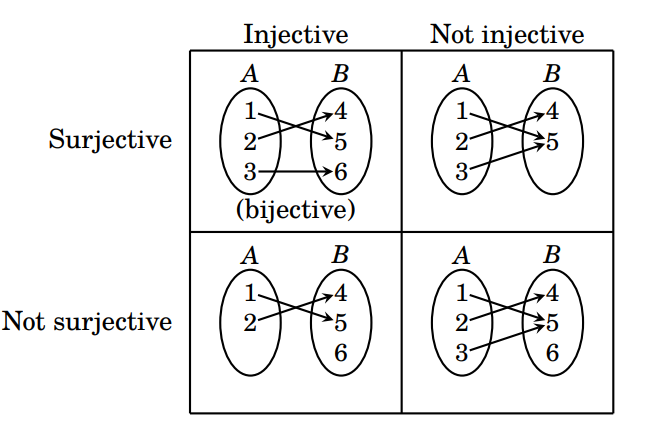 Injective Not injective
A B A B
1 4 1 4
Surjective 2 5 2 5
3 6 3
(bijective)
A B A B
1 4 1 4
Not surjective 2 5 2 5
6 3 6